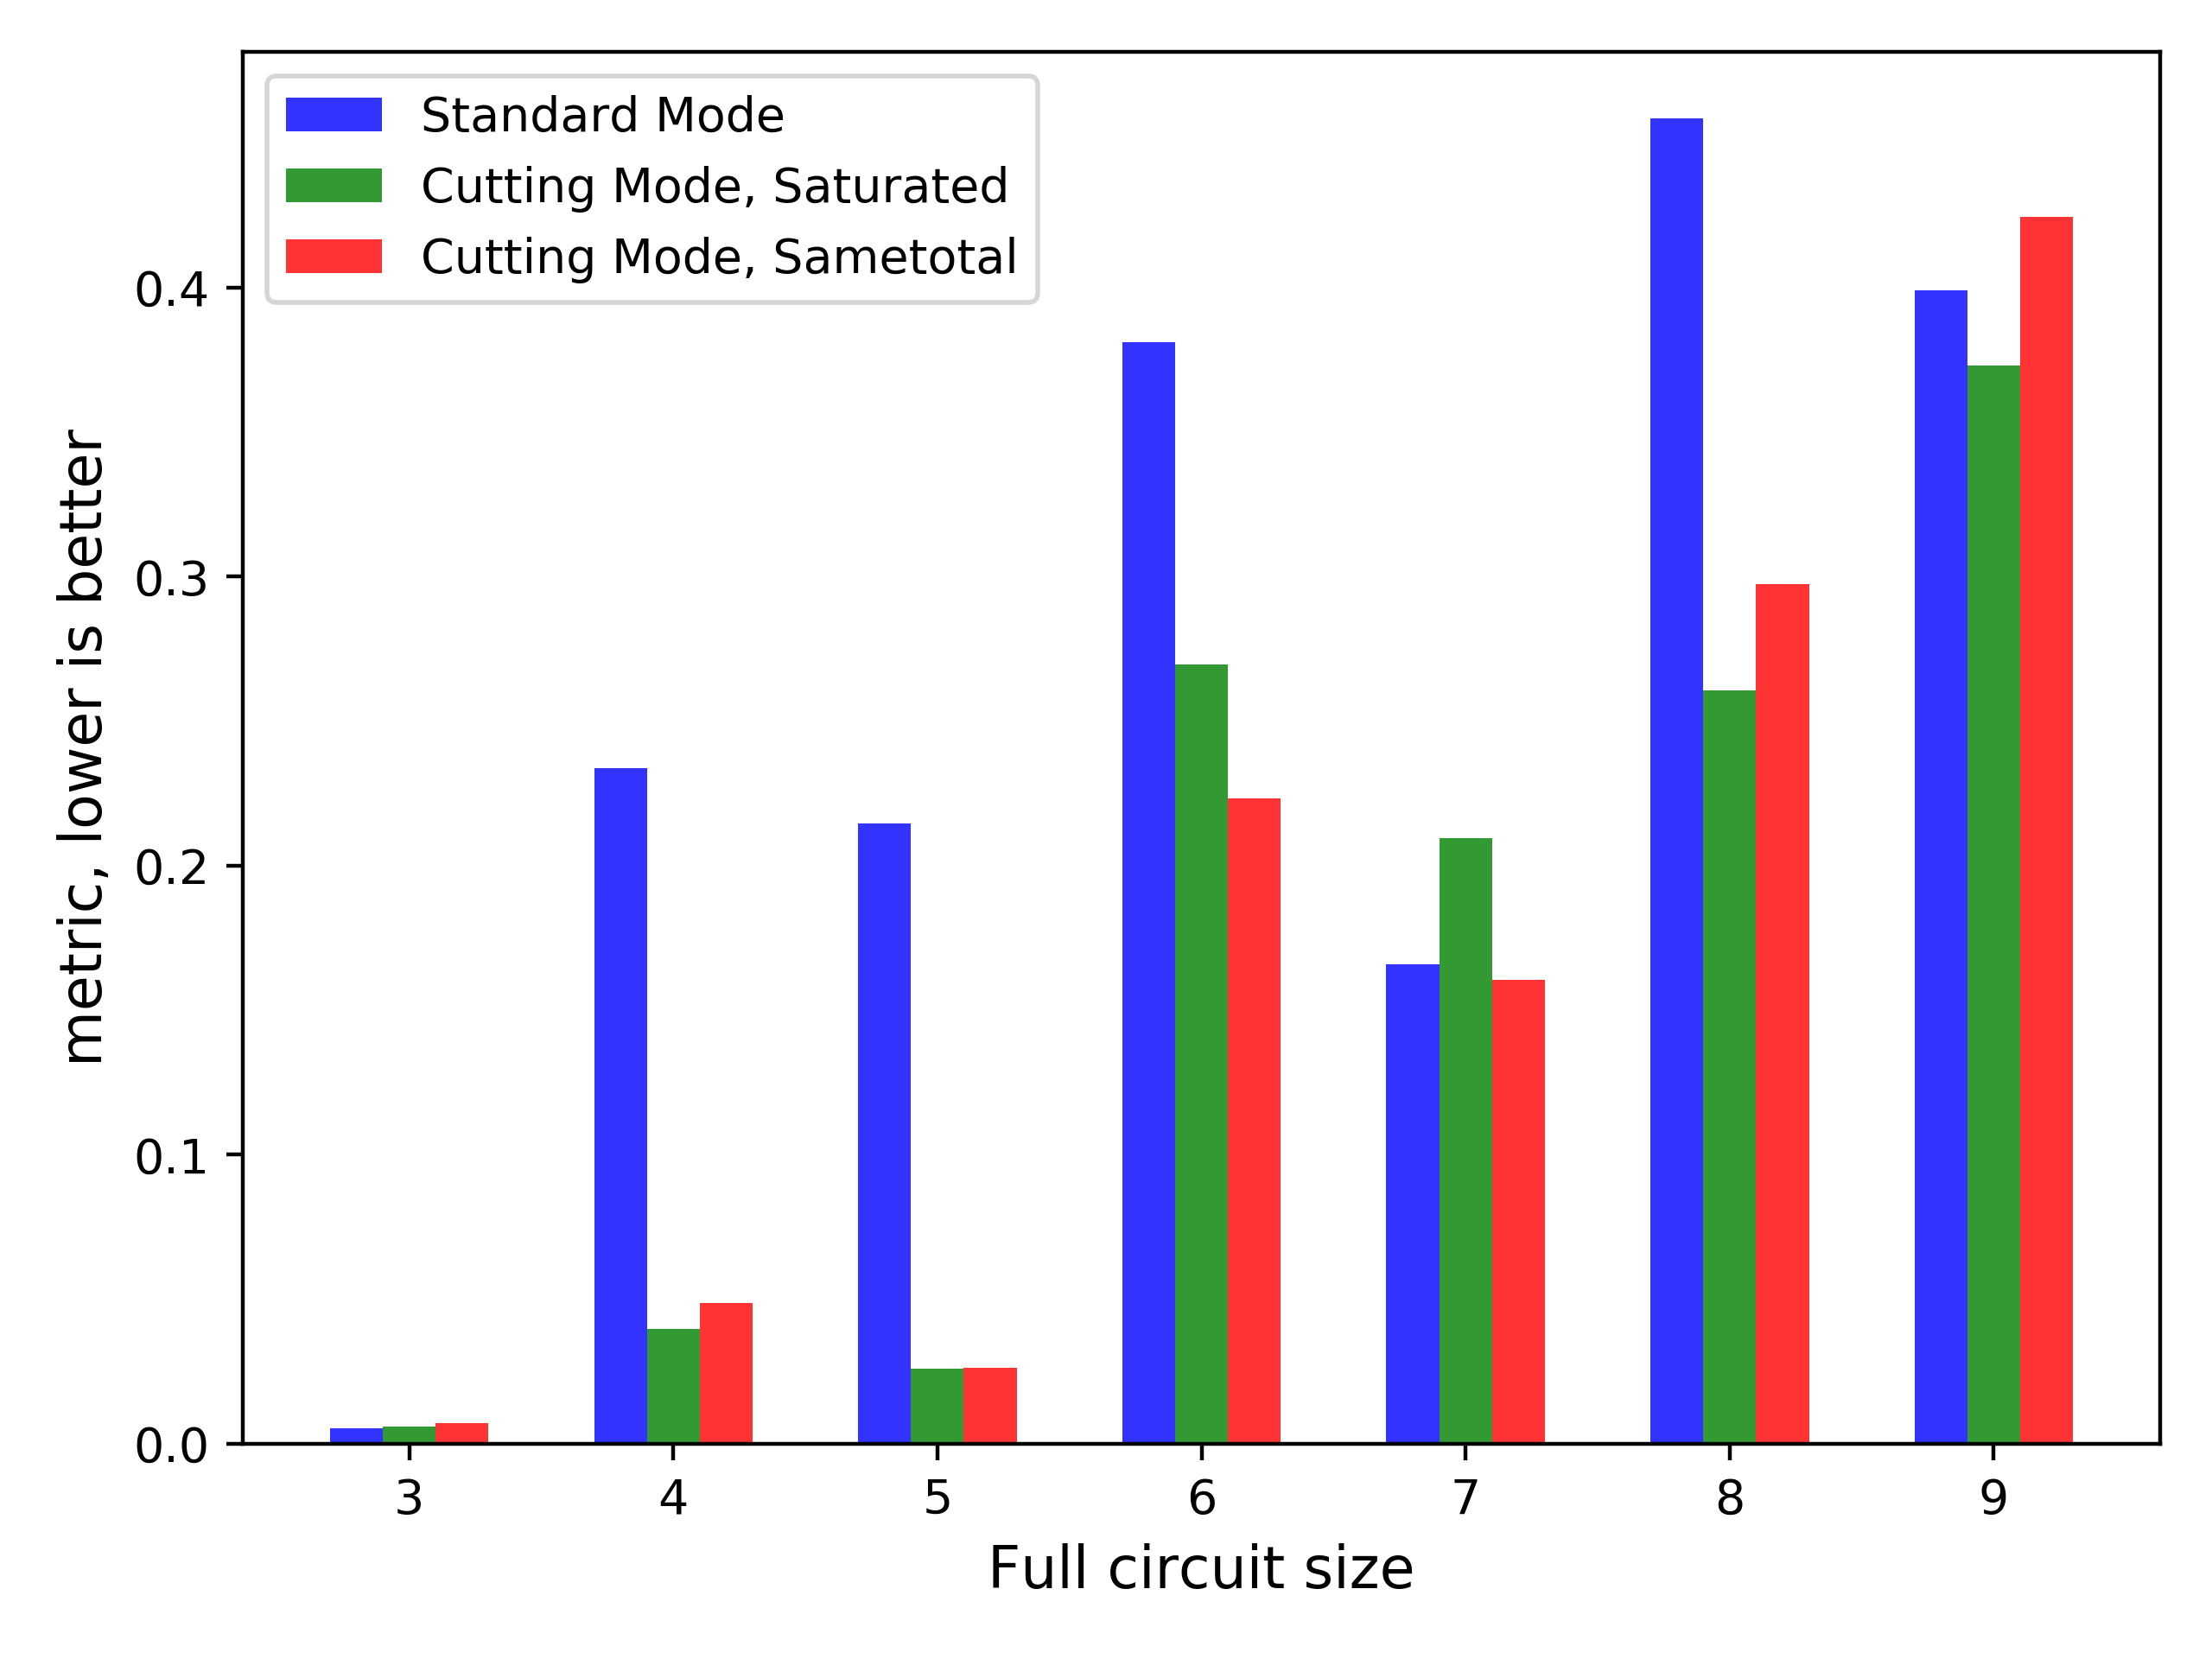 Standard Mode
Cutting Mode, Saturated
Cutting Mode, Sametotal
metric, lower is better
0.4
0.3
0.2
0.1
0.0
3 4 5 6 7 8 9
Full circuit size